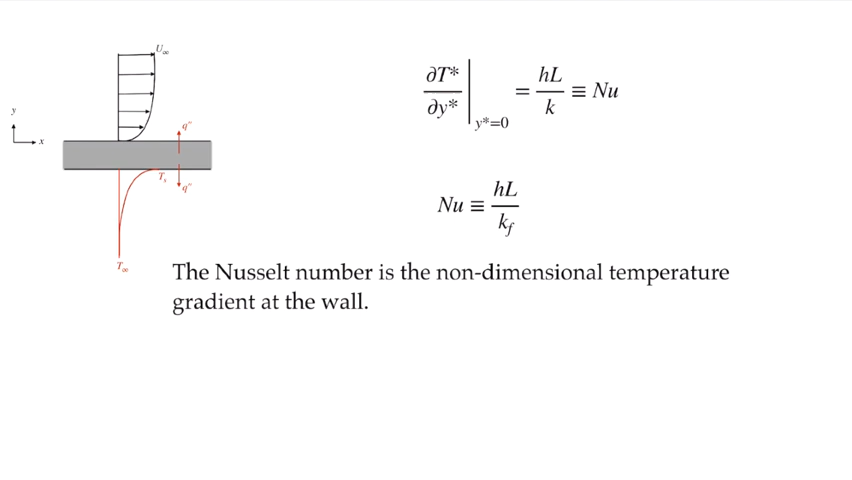 U∞
y
x
q″
Ts
q″
T∞
∂T*/∂y* |y*=0 = hL/k ≡ Nu
Nu ≡ hL/kf
The Nusselt number is the non-dimensional temperature
gradient at the wall.